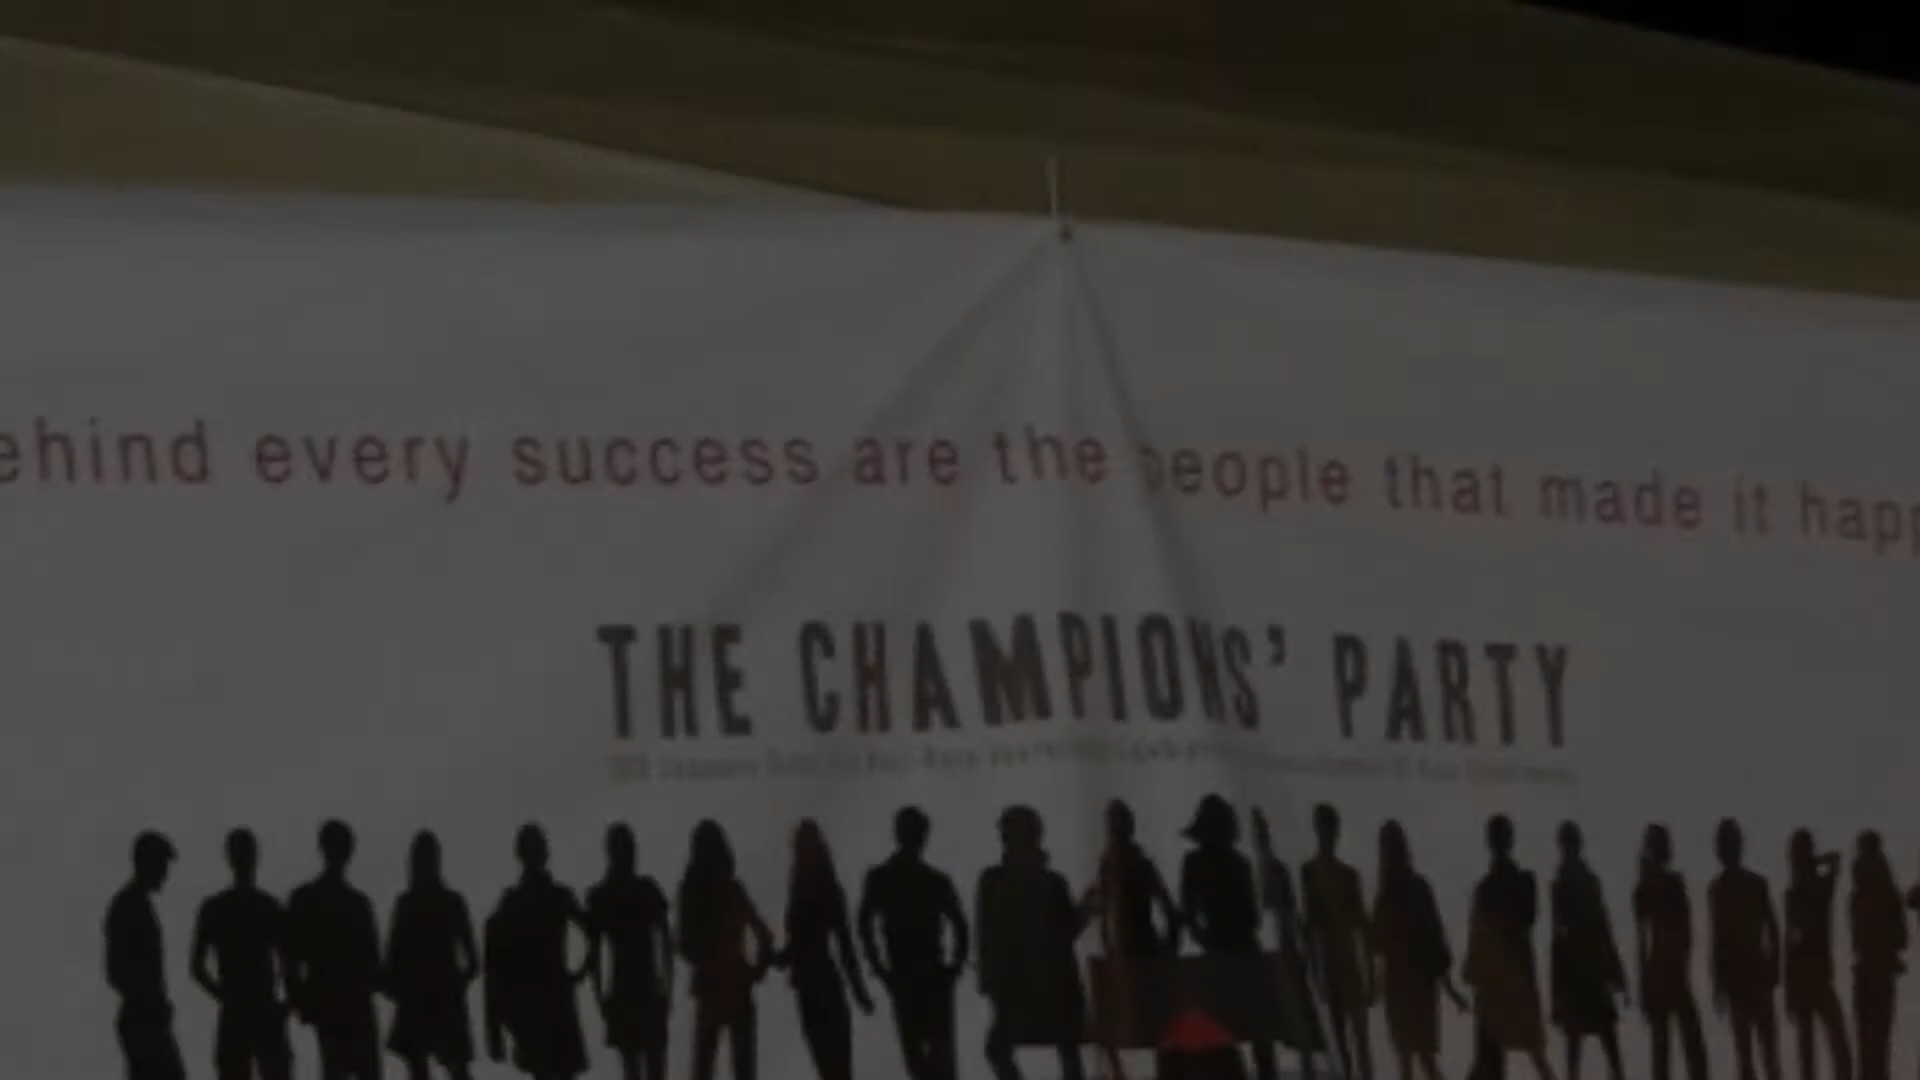 ehind every success are the people that made it happ
THE CHAMPIONS' PARTY